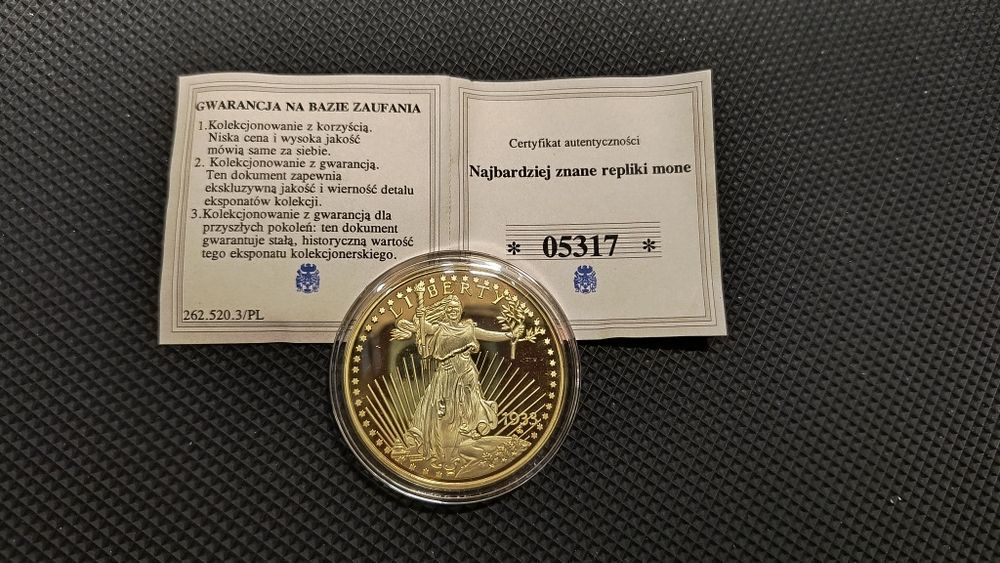 GWARANCJA NA BAZIE ZAUFANIA
1.Kolekcjonowanie z korzyścią.
Niska cena i wysoka jakość
mówią same za siebie.
2. Kolekcjonowanie z gwarancją.
Ten dokument zapewnia
ekskluzywną jakość i wierność detalu
eksponatów kolekcji.
3.Kolekcjonowanie z gwarancją dla
przyszłych pokoleń: ten dokument
gwarantuje stałą, historyczną wartość
tego eksponatu kolekcjonerskiego.
262.520.3/PL
Certyfikat autentyczności
Najbardziej znane repliki mone
* 05317 *
LIBERTY
1933